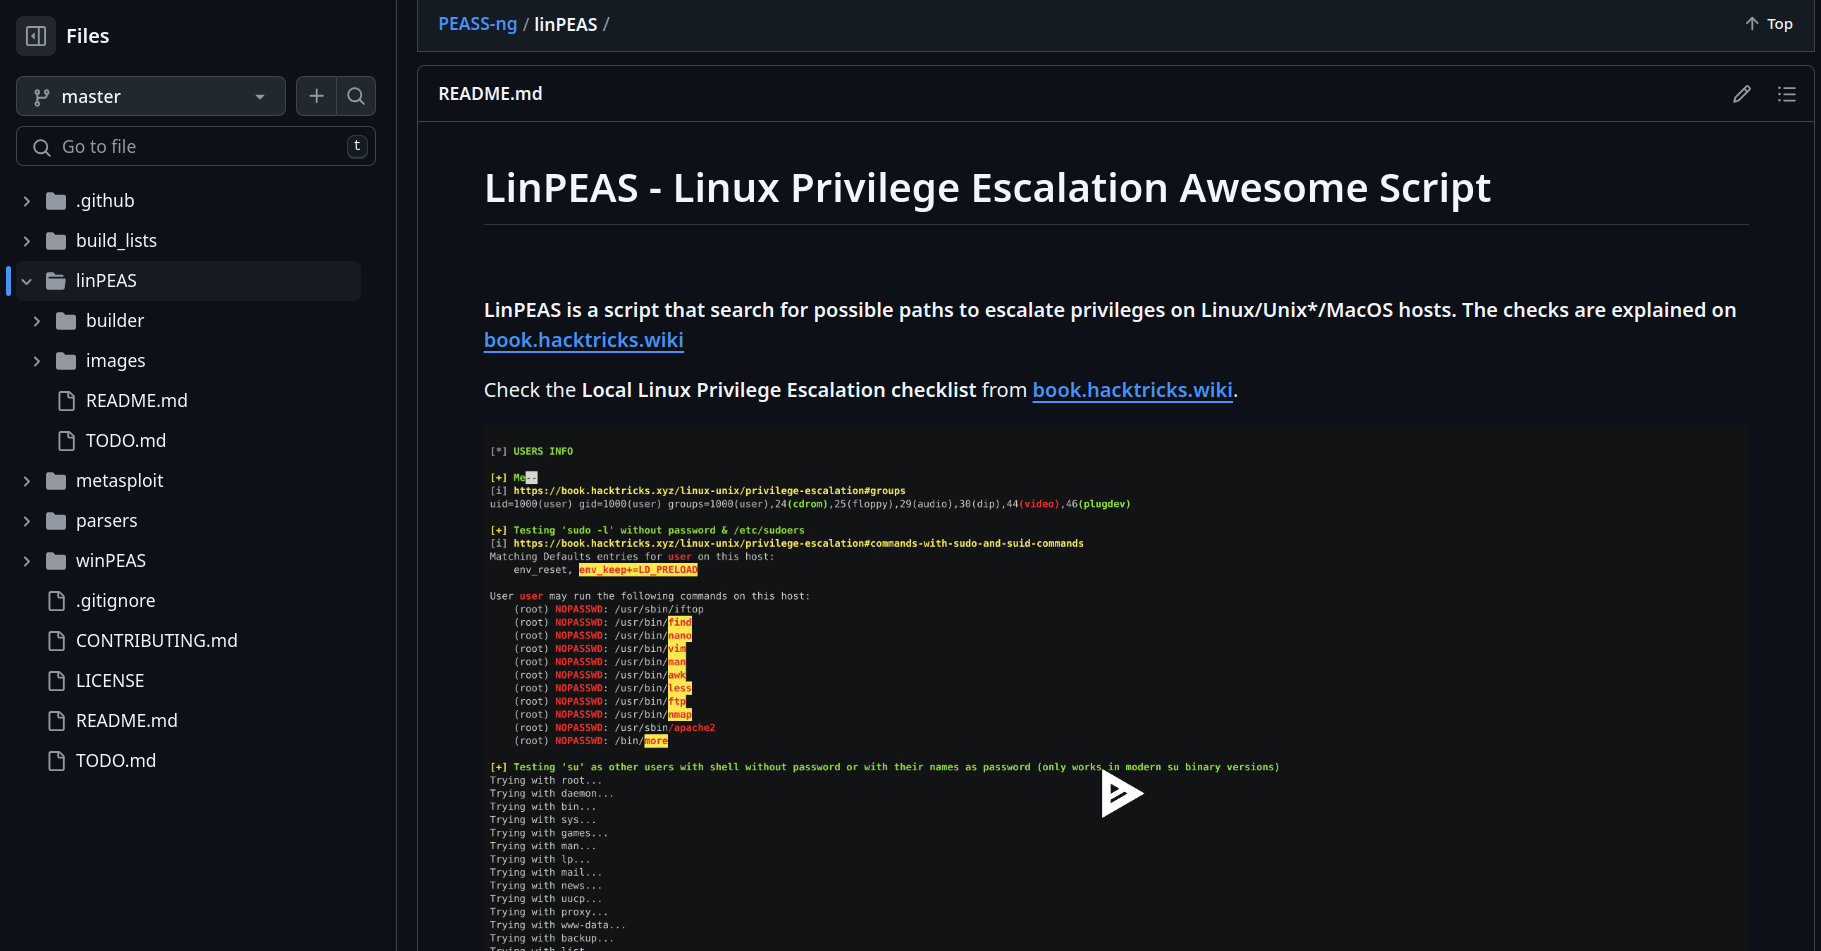 Files
master
Go to file
t
.github
build_lists
linPEAS
builder
images
README.md
TODO.md
metasploit
parsers
winPEAS
.gitignore
CONTRIBUTING.md
LICENSE
README.md
TODO.md
PEASS-ng / linPEAS /
Top
README.md
LinPEAS - Linux Privilege Escalation Awesome Script
LinPEAS is a script that search for possible paths to escalate privileges on Linux/Unix*/MacOS hosts. The checks are explained on
book.hacktricks.wiki
Check the Local Linux Privilege Escalation checklist from book.hacktricks.wiki.
[*] USERS INFO
[+] Me--
[i] https://book.hacktricks.xyz/linux-unix/privilege-escalation#groups
uid=1000(user) gid=1000(user) groups=1000(user),24(cdrom),25(floppy),29(audio),30(dip),44(video),46(plugdev)
[+] Testing 'sudo -l' without password & /etc/sudoers
[i] https://book.hacktricks.xyz/linux-unix/privilege-escalation#commands-with-sudo-and-suid-commands
Matching Defaults entries for user on this host:
env_reset, env_keep+=LD_PRELOAD
User user may run the following commands on this host:
(root) NOPASSWD: /usr/sbin/iftop
(root) NOPASSWD: /usr/bin/find
(root) NOPASSWD: /usr/bin/nano
(root) NOPASSWD: /usr/bin/vim
(root) NOPASSWD: /usr/bin/man
(root) NOPASSWD: /usr/bin/awk
(root) NOPASSWD: /usr/bin/less
(root) NOPASSWD: /usr/bin/ftp
(root) NOPASSWD: /usr/bin/nmap
(root) NOPASSWD: /usr/sbin/apache2
(root) NOPASSWD: /bin/more
[+] Testing 'su' as other users with shell without password or with their names as password (only works in modern su binary versions)
Trying with root...
Trying with daemon...
Trying with bin...
Trying with sys...
Trying with games...
Trying with man...
Trying with lp...
Trying with mail...
Trying with news...
Trying with uucp...
Trying with proxy...
Trying with www-data...
Trying with backup...
Trying with list...